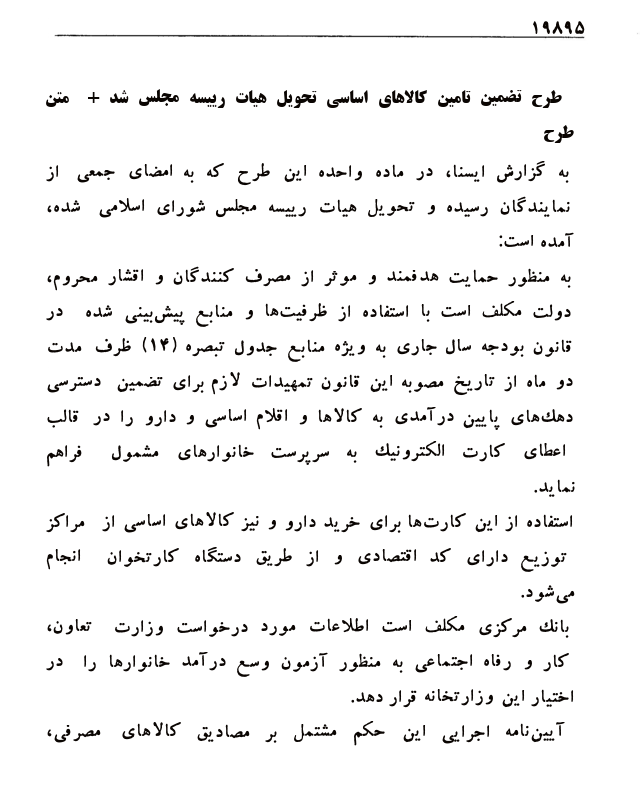 ۱۹۸۹۵
طرح تضمین تامین کالاهای اساسی تحویل هیات رییسه مجلس شد + متن
طرح
به گزارش ایسنا، در ماده واحده این طرح که به امضای جمعی از
نمایندگان رسیده و تحویل هیات رییسه مجلس شورای اسلامی شده،
آمده است:
به منظور حمایت هدفمند و موثر از مصرف کنندگان و اقشار محروم،
دولت مکلف است با استفاده از ظرفیت‌ها و منابع پیش‌بینی شده در
قانون بودجه سال جاری به ویژه منابع جدول تبصره (۱۴) ظرف مدت
دو ماه از تاریخ مصوبه این قانون تمهیدات لازم برای تضمین دسترسی
دهك‌های پایین درآمدی به کالاها و اقلام اساسی و دارو را در قالب
اعطای کارت الکترونیك به سرپرست خانوارهای مشمول فراهم
نماید.
استفاده از این کارت‌ها برای خرید دارو و نیز کالاهای اساسی از مراکز
توزیع دارای کد اقتصادی و از طریق دستگاه کارتخوان انجام
می‌شود.
بانك مرکزی مکلف است اطلاعات مورد درخواست وزارت تعاون،
کار و رفاه اجتماعی به منظور آزمون وسع درآمد خانوارها را در
اختیار این وزارتخانه قرار دهد.
آیین‌نامه اجرایی این حکم مشتمل بر مصادیق کالاهای مصرفی،